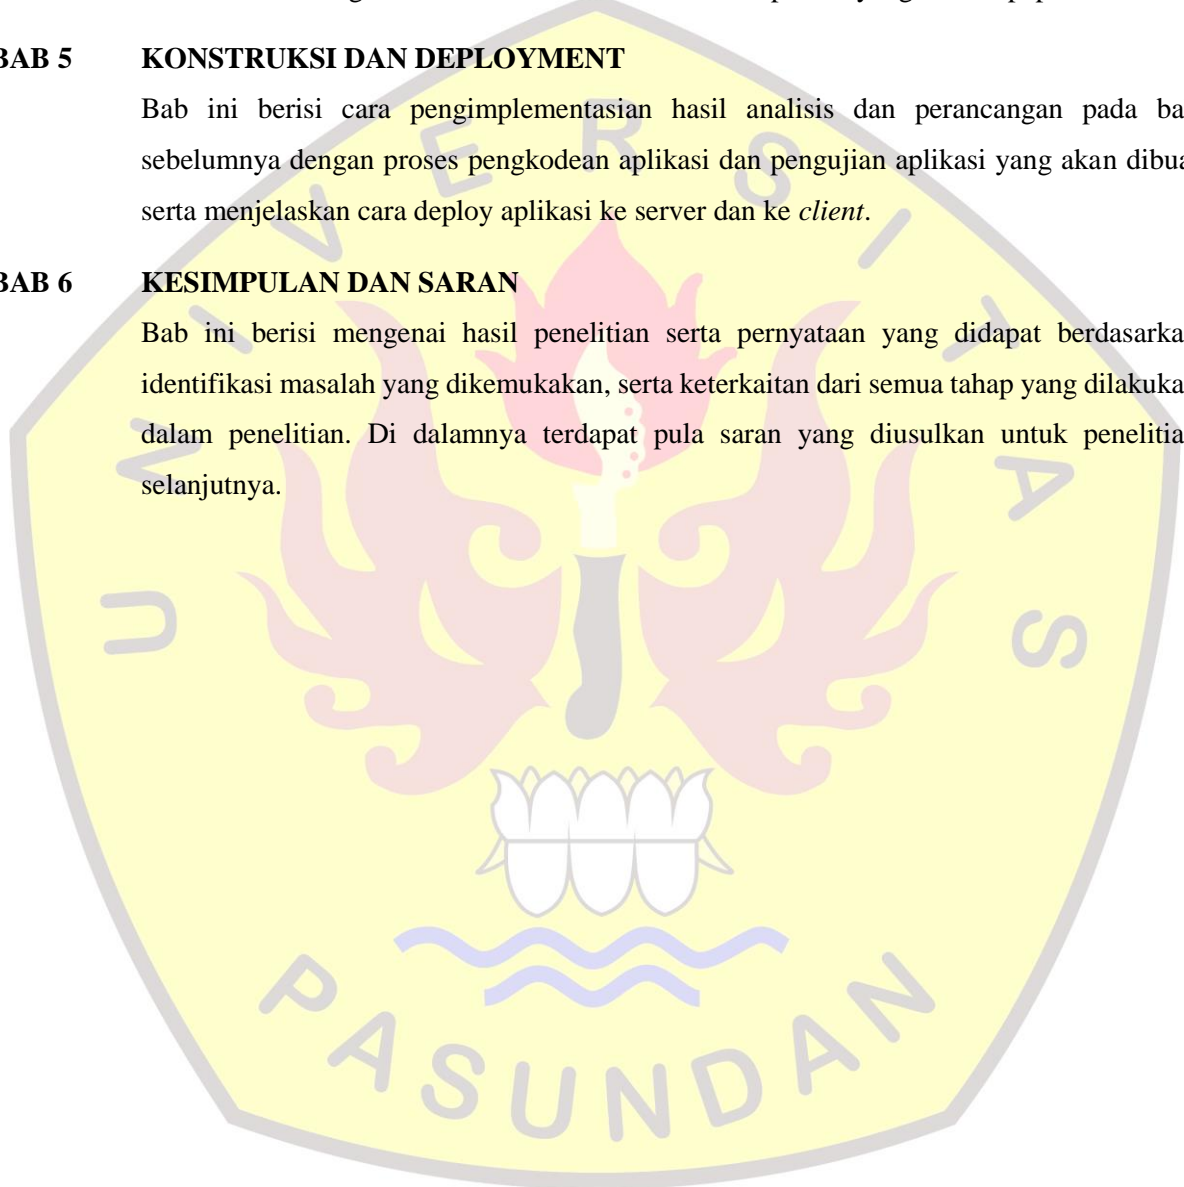 BAB 5 KONSTRUKSI DAN DEPLOYMENT
Bab ini berisi cara pengimplementasian hasil analisis dan perancangan pada ba
sebelumnya dengan proses pengkodean aplikasi dan pengujian aplikasi yang akan dibua
serta menjelaskan cara deploy aplikasi ke server dan ke client.
BAB 6 KESIMPULAN DAN SARAN
Bab ini berisi mengenai hasil penelitian serta pernyataan yang didapat berdasarka
identifikasi masalah yang dikemukakan, serta keterkaitan dari semua tahap yang dilakuka
dalam penelitian. Di dalamnya terdapat pula saran yang diusulkan untuk penelitia
selanjutnya.
UNIVERSITAS
PASUNDAN